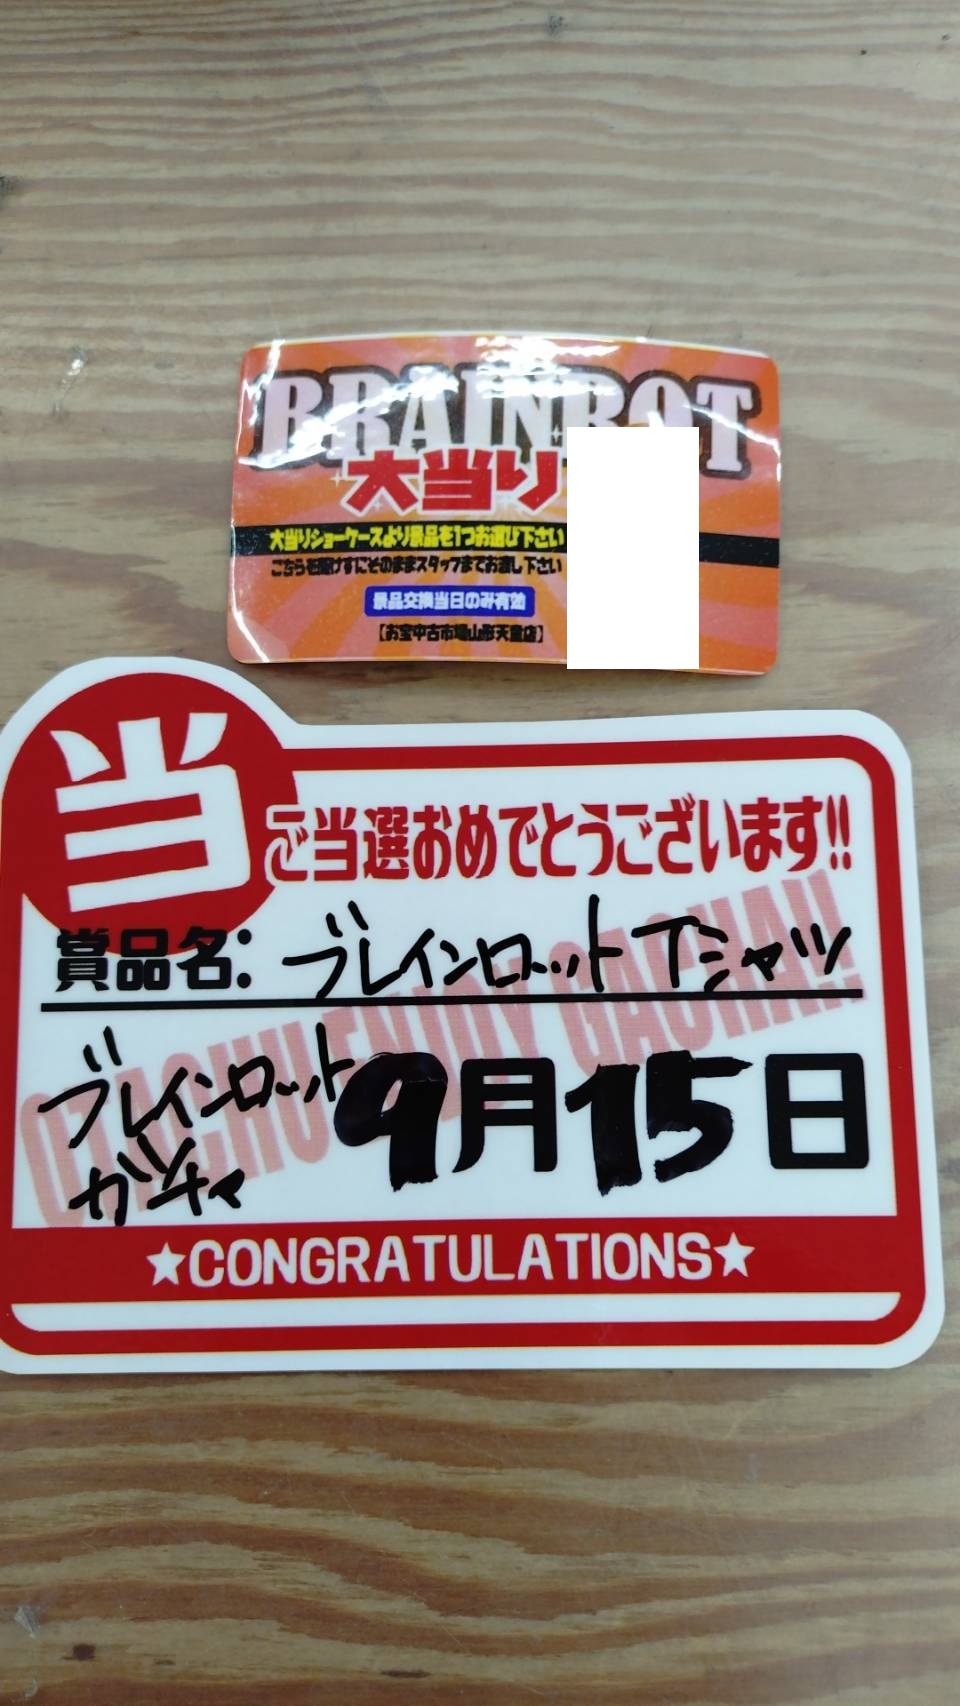 BRAINROT
大当り
大当りショーケースより景品を1つお選び下さい
こちらを開けずにそのままスタッフまでお渡し下さい
景品交換当日のみ有効
【お宝中古市場山形天童店】
当
ご当選おめでとうございます!!
賞品名: ブレインロットTシャツ
ブレインロット
ガチャ
9月15日
★CONGRATULATIONS★